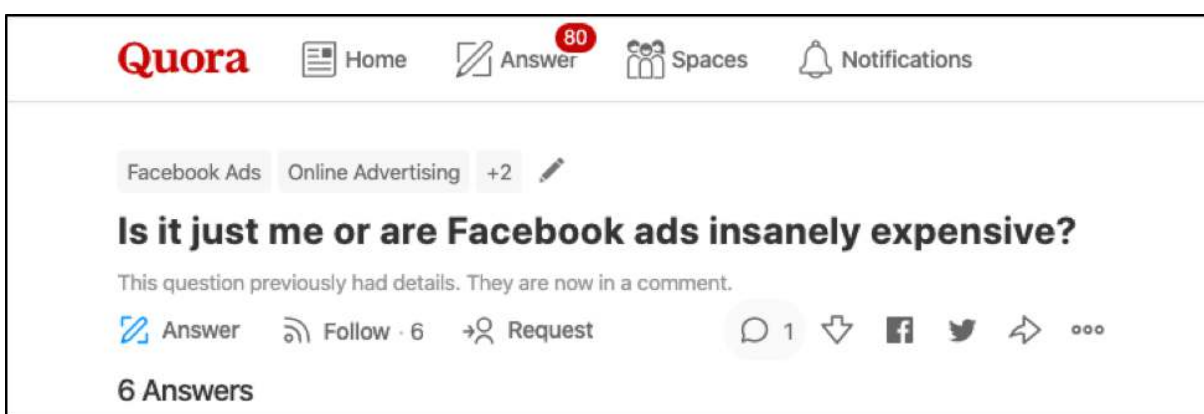 Quora Home Answer 80 Spaces Notifications
Facebook Ads Online Advertising +2
Is it just me or are Facebook ads insanely expensive?
This question previously had details. They are now in a comment.
Answer Follow · 6 Request 1
6 Answers